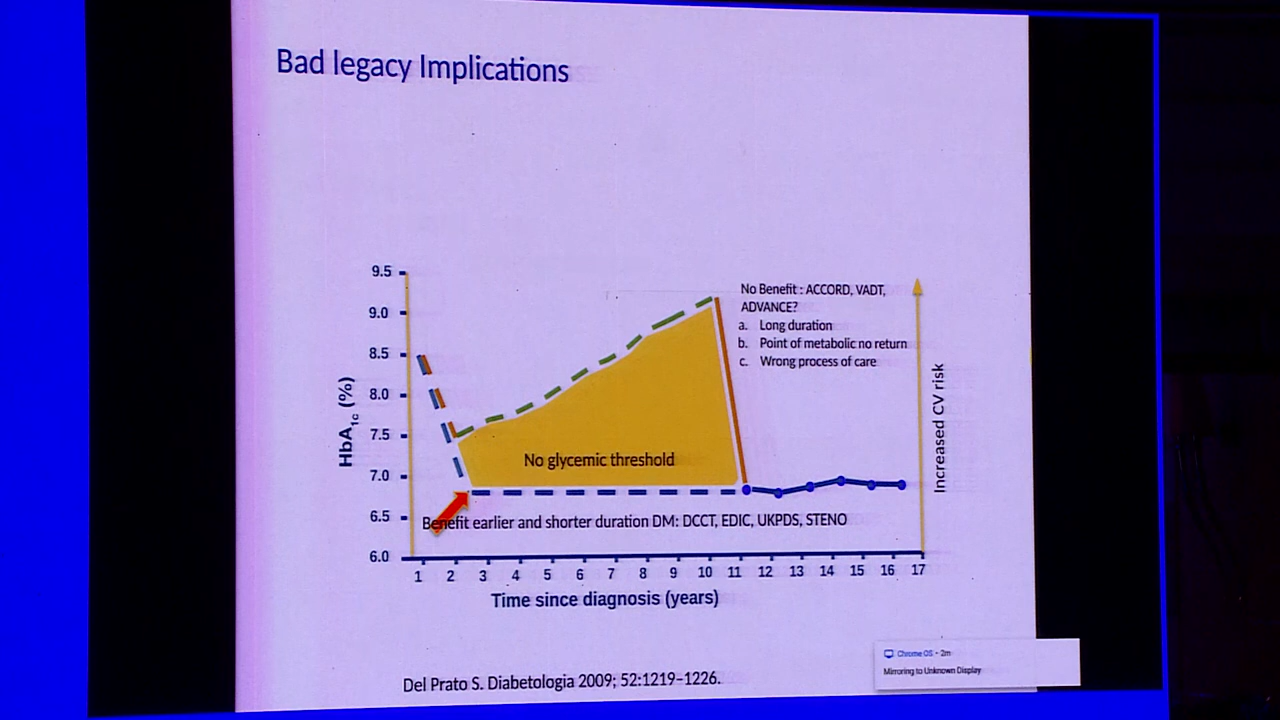 Bad legacy Implications
9.5
9.0
8.5
8.0
7.5
7.0
6.5
6.0
HbA1c (%)
No Benefit : ACCORD, VADT,
ADVANCE?
a. Long duration
b. Point of metabolic no return
c. Wrong process of care
Increased CV risk
No glycemic threshold
Benefit earlier and shorter duration DM: DCCT, EDIC, UKPDS, STENO
1 2 3 4 5 6 7 8 9 10 11 12 13 14 15 16 17
Time since diagnosis (years)
Chrome OS • 2m
Mirroring to Unknown Display
Del Prato S. Diabetologia 2009; 52:1219–1226.